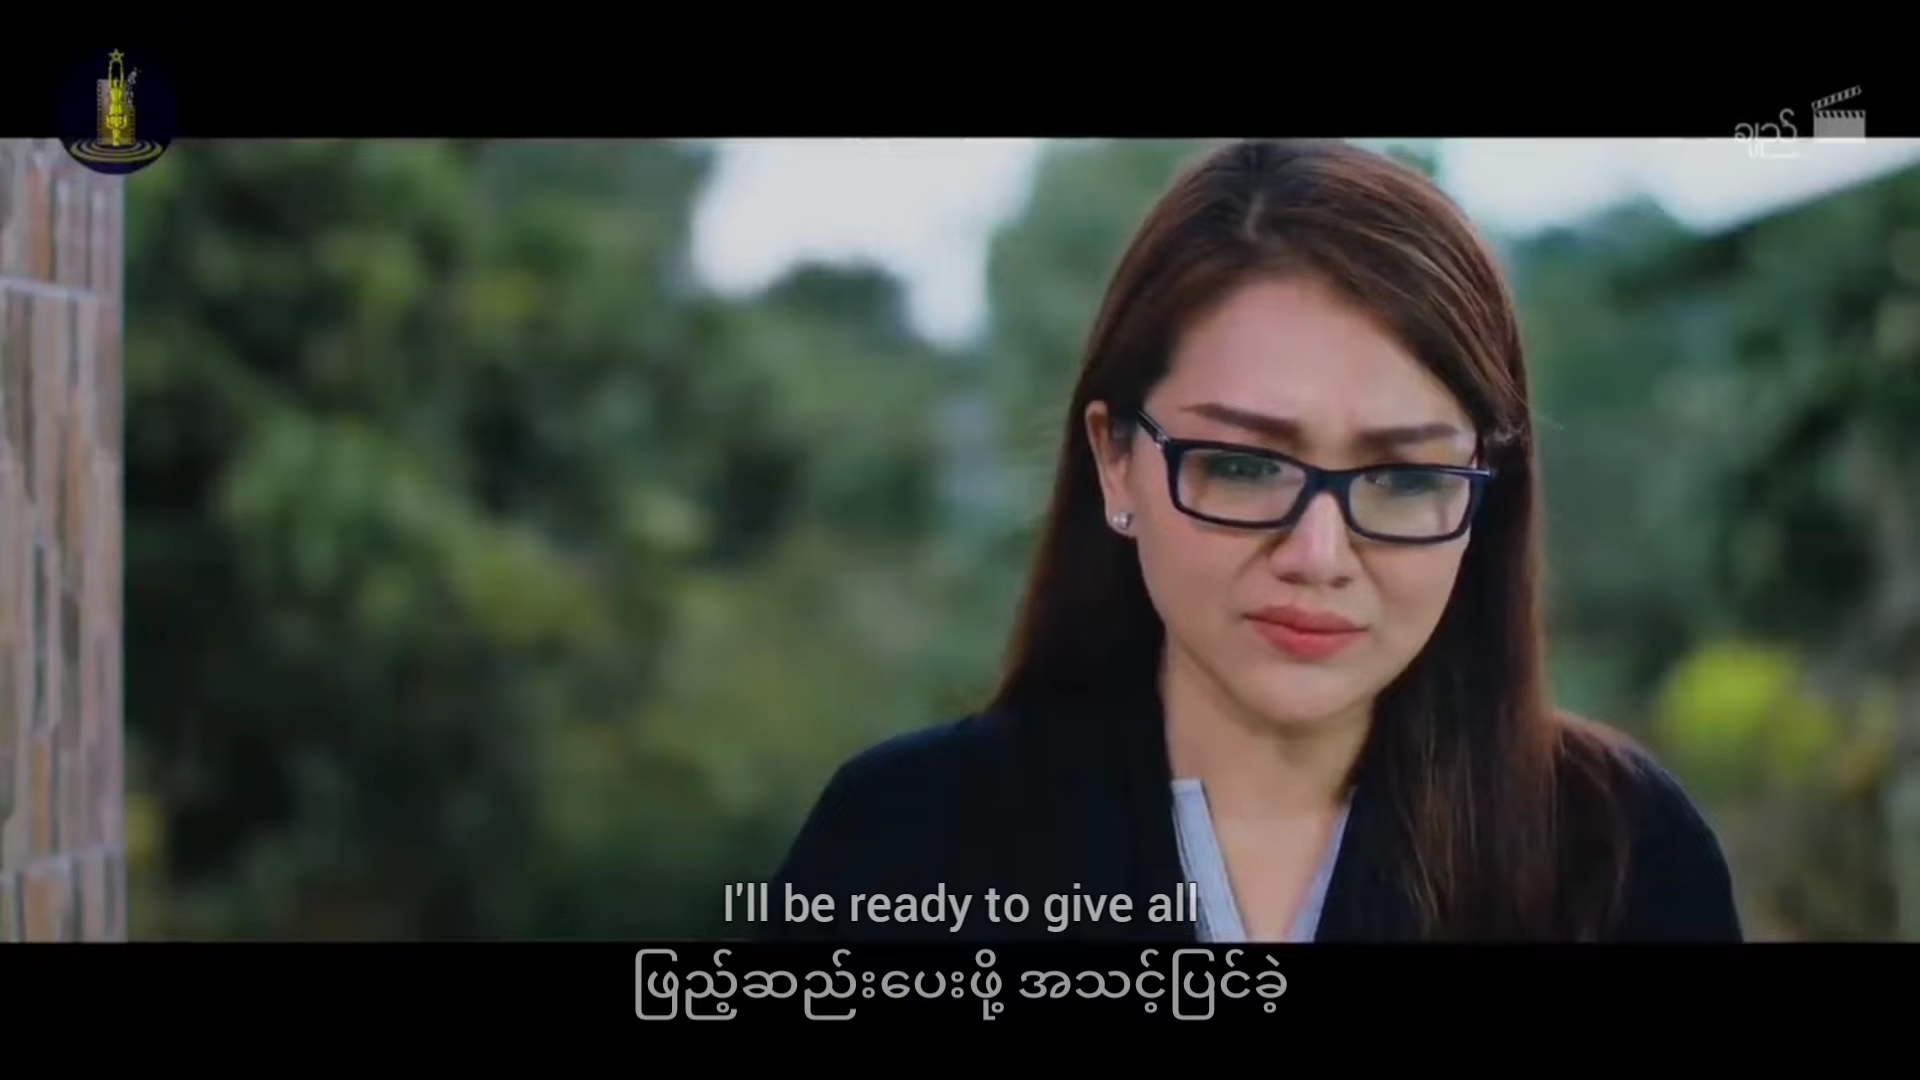 ချည်
I'll be ready to give all
ဖြည့်ဆည်းပေးဖို့ အသင့်ပြင်ခဲ့